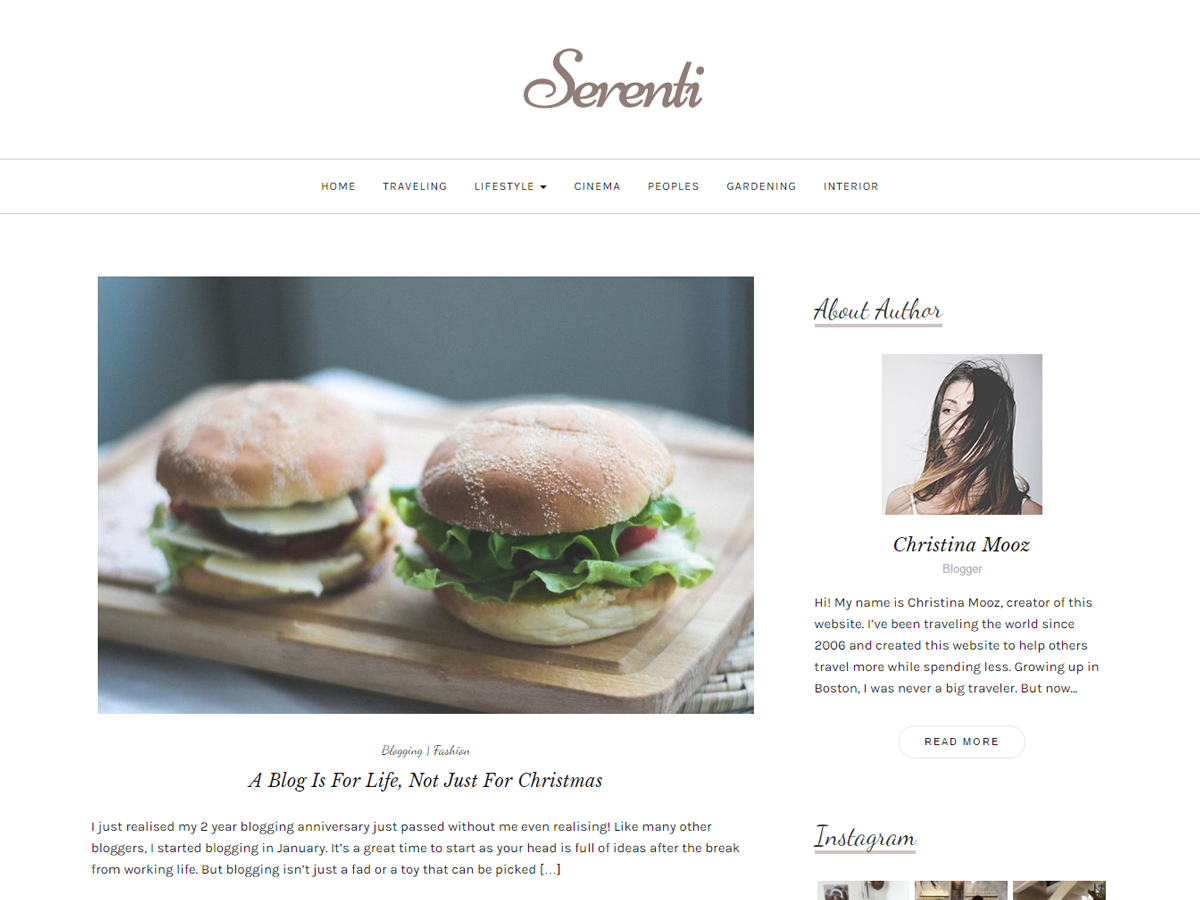 Serenti
HOME TRAVELING LIFESTYLE CINEMA PEOPLES GARDENING INTERIOR
Blogging | Fashion
A Blog Is For Life, Not Just For Christmas
I just realised my 2 year blogging anniversary just passed without me even realising! Like many other
bloggers, I started blogging in January. It’s a great time to start as your head is full of ideas after the break
from working life. But blogging isn’t just a fad or a toy that can be picked […]
About Author
Christina Mooz
Blogger
Hi! My name is Christina Mooz, creator of this
website. I’ve been traveling the world since
2006 and created this website to help others
travel more while spending less. Growing up in
Boston, I was never a big traveler. But now…
READ MORE
Instagram